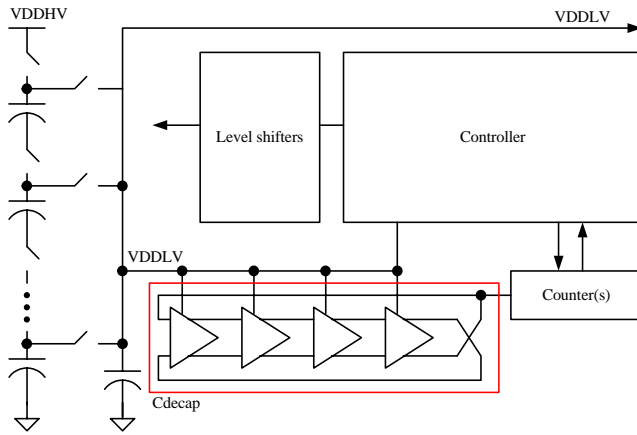 VDDHV
VDDLV
Level shifters
Controller
VDDLV
Counter(s)
Cdecap